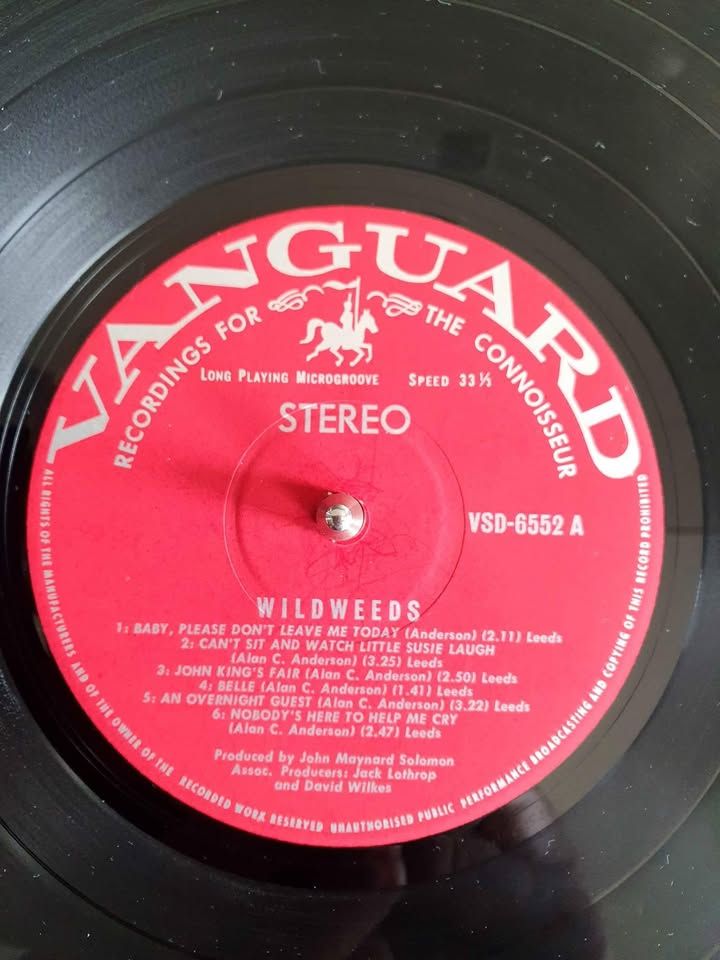 VANGUARD
RECORDINGS FOR THE CONNOISSEUR
LONG PLAYING MICROGROOVE SPEED 33⅓
STEREO
VSD-6552 A
WILDWEEDS
1: BABY, PLEASE DON'T LEAVE ME TODAY (Anderson) (2.11) Leeds
2: CAN'T SIT AND WATCH LITTLE SUSIE LAUGH
(Alan C. Anderson) (3.25) Leeds
3: JOHN KING'S FAIR (Alan C. Anderson) (2.50) Leeds
4: BELLE (Alan C. Anderson) (1.41) Leeds
5: AN OVERNIGHT GUEST (Alan C. Anderson) (3.22) Leeds
6: NOBODY'S HERE TO HELP ME CRY
(Alan C. Anderson) (2.47) Leeds
Produced by John Maynard Solomon
Assoc. Producers: Jack Lothrop
and David Wilkes
ALL RIGHTS OF THE MANUFACTURERS AND OF THE OWNER OF THE RECORDED WORK RESERVED. UNAUTHORISED PUBLIC PERFORMANCE BROADCASTING AND COPYING OF THIS RECORD PROHIBITED